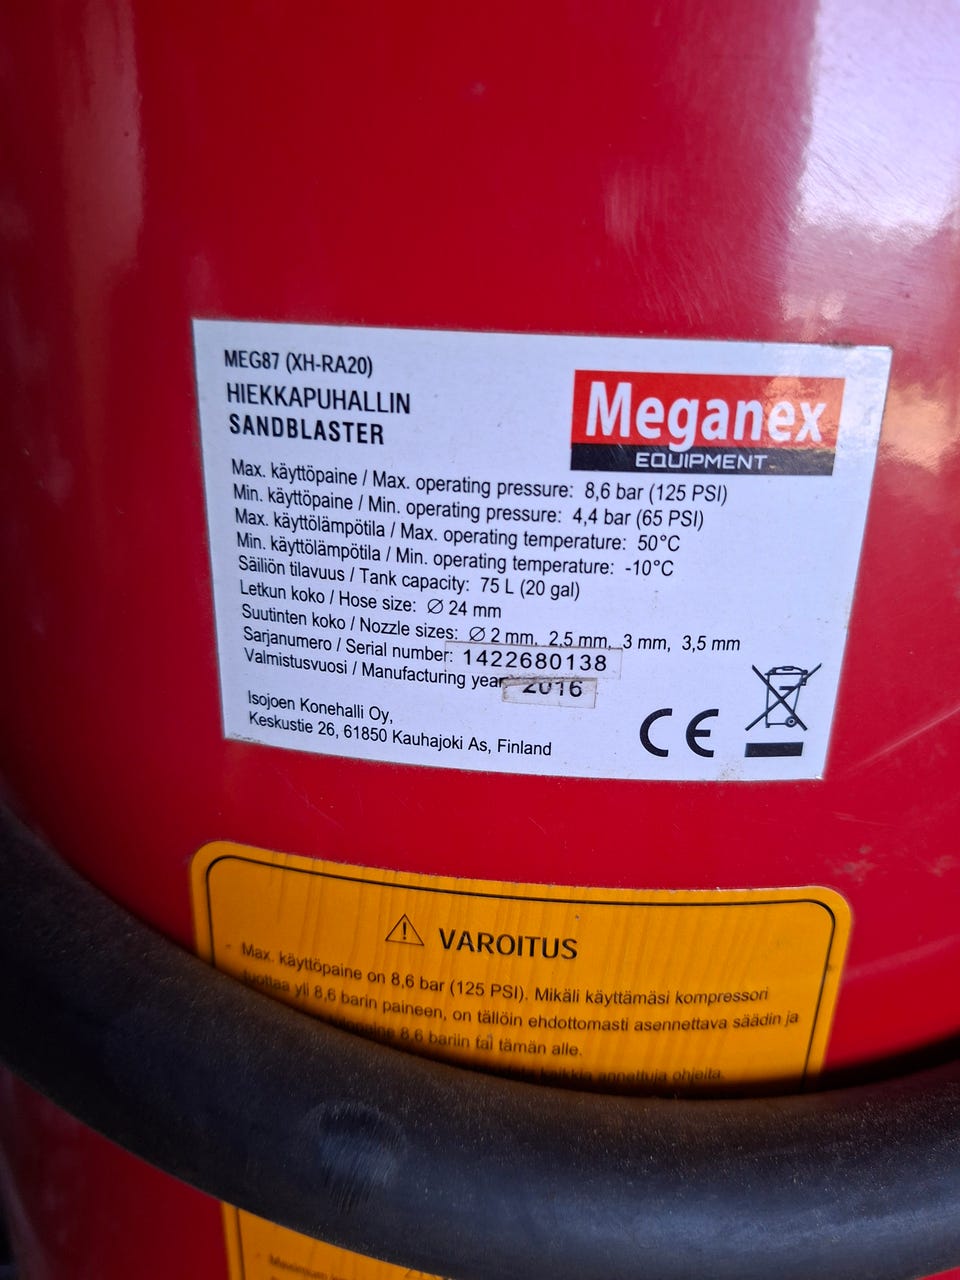 MEG87 (XH-RA20)
HIEKKAPUHALLIN
SANDBLASTER
Meganex
EQUIPMENT
Max. käyttöpaine / Max. operating pressure: 8,6 bar (125 PSI)
Min. käyttöpaine / Min. operating pressure: 4,4 bar (65 PSI)
Max. käyttölämpötila / Max. operating temperature: 50°C
Min. käyttölämpötila / Min. operating temperature: -10°C
Säiliön tilavuus / Tank capacity: 75 L (20 gal)
Letkun koko / Hose size: Ø 24 mm
Suutinten koko / Nozzle sizes: Ø 2 mm, 2,5 mm, 3 mm, 3,5 mm
Sarjanumero / Serial number: 1422680138
Valmistusvuosi / Manufacturing year 2016
Isojoen Konehalli Oy,
Keskustie 26, 61850 Kauhajoki As, Finland
CE
VAROITUS
- Max. käyttöpaine on 8,6 bar (125 PSI). Mikäli käyttämäsi kompressori
tuottaa yli 8,6 barin paineen, on tällöin ehdottomasti asennettava säädin ja
8,6 bariin tai tämän alle.
kaikkia annettuja ohjeita.
Maximum